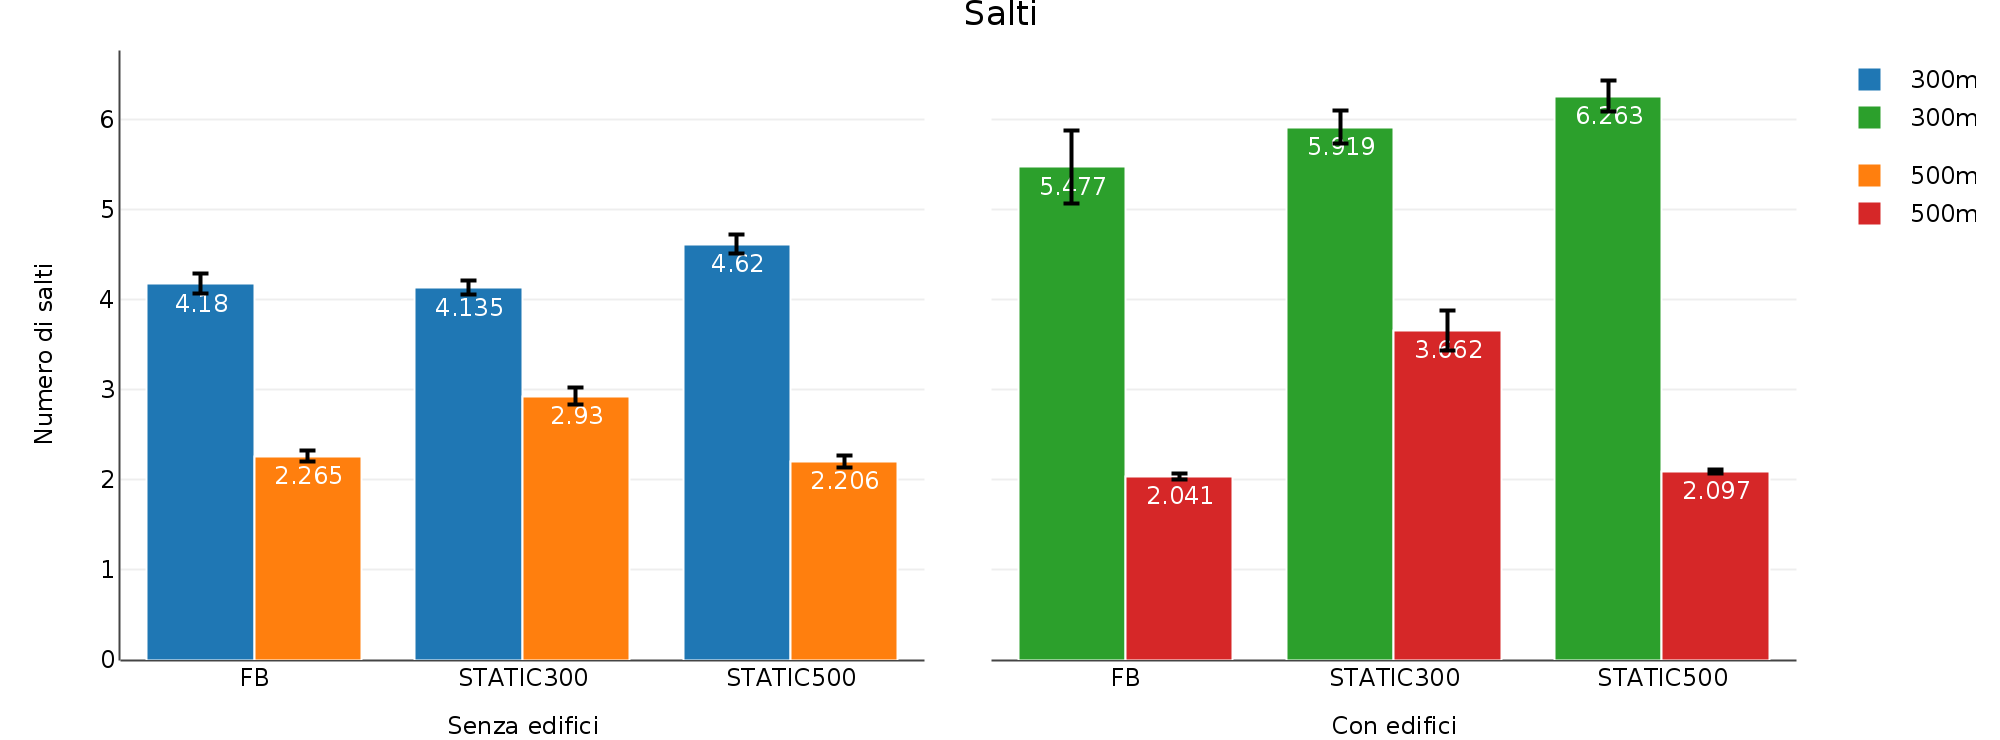 Salti
Numero di salti
6
5
4
3
2
1
0
4.18
2.265
4.135
2.93
4.62
2.206
FB
STATIC300
STATIC500
Senza edifici
5.477
2.041
5.919
3.662
6.263
2.097
FB
STATIC300
STATIC500
Con edifici
300m
300m
500m
500m